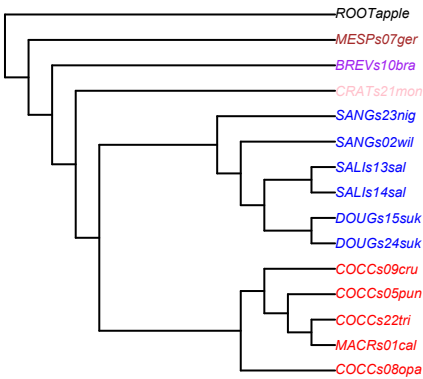 ROOTapple
MESPs07ger
BREVs10bra
CRATs21mon
SANGs23nig
SANGs02wil
SALIs13sal
SALIs14sal
DOUGs15suk
DOUGs24suk
COCCs09cru
COCCs05pun
COCCs22tri
MACRs01cal
COCCs08opa